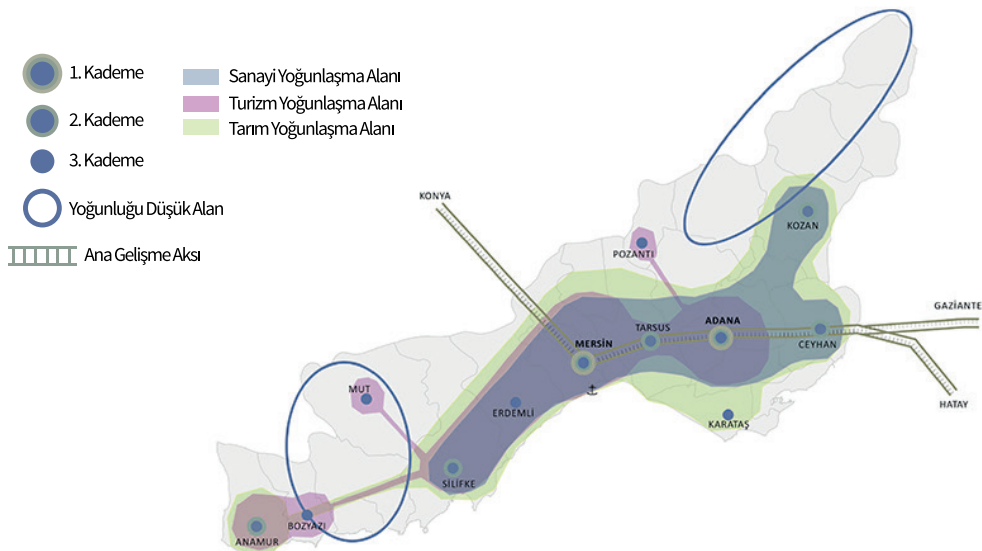 1. Kademe
2. Kademe
3. Kademe
Yoğunluğu Düşük Alan
Ana Gelişme Aksı
Sanayi Yoğunlaşma Alanı
Turizm Yoğunlaşma Alanı
Tarım Yoğunlaşma Alanı
KONYA
KOZAN
POZANTI
GAZİANTE
TARSUS
ADANA
MERSİN
CEYHAN
MUT
ERDEMLİ
HATAY
KARATAŞ
SİLİFKE
BOZYAZI
ANAMUR